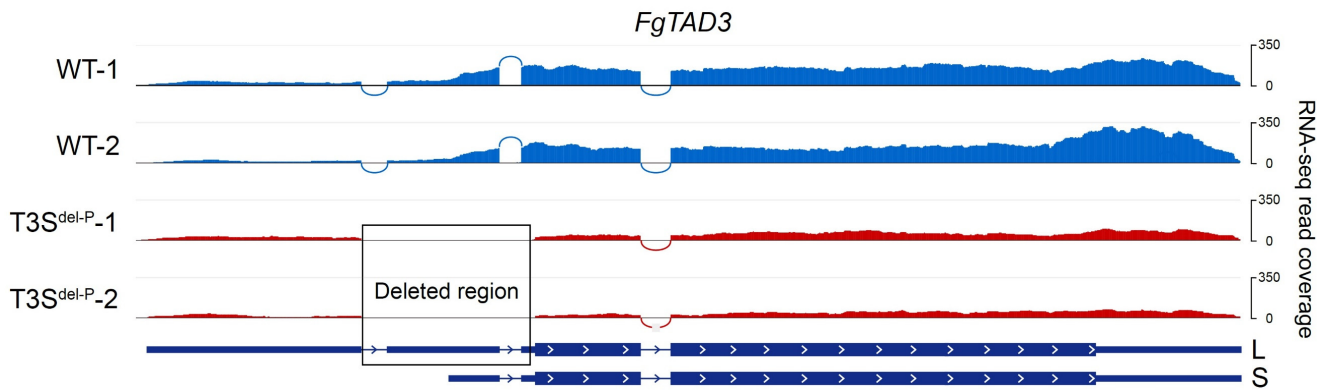 FgTAD3
WT-1
350
0
WT-2
350
0
T3Sdel-P-1
350
0
T3Sdel-P-2
350
0
Deleted region
RNA-seq read coverage
L
S